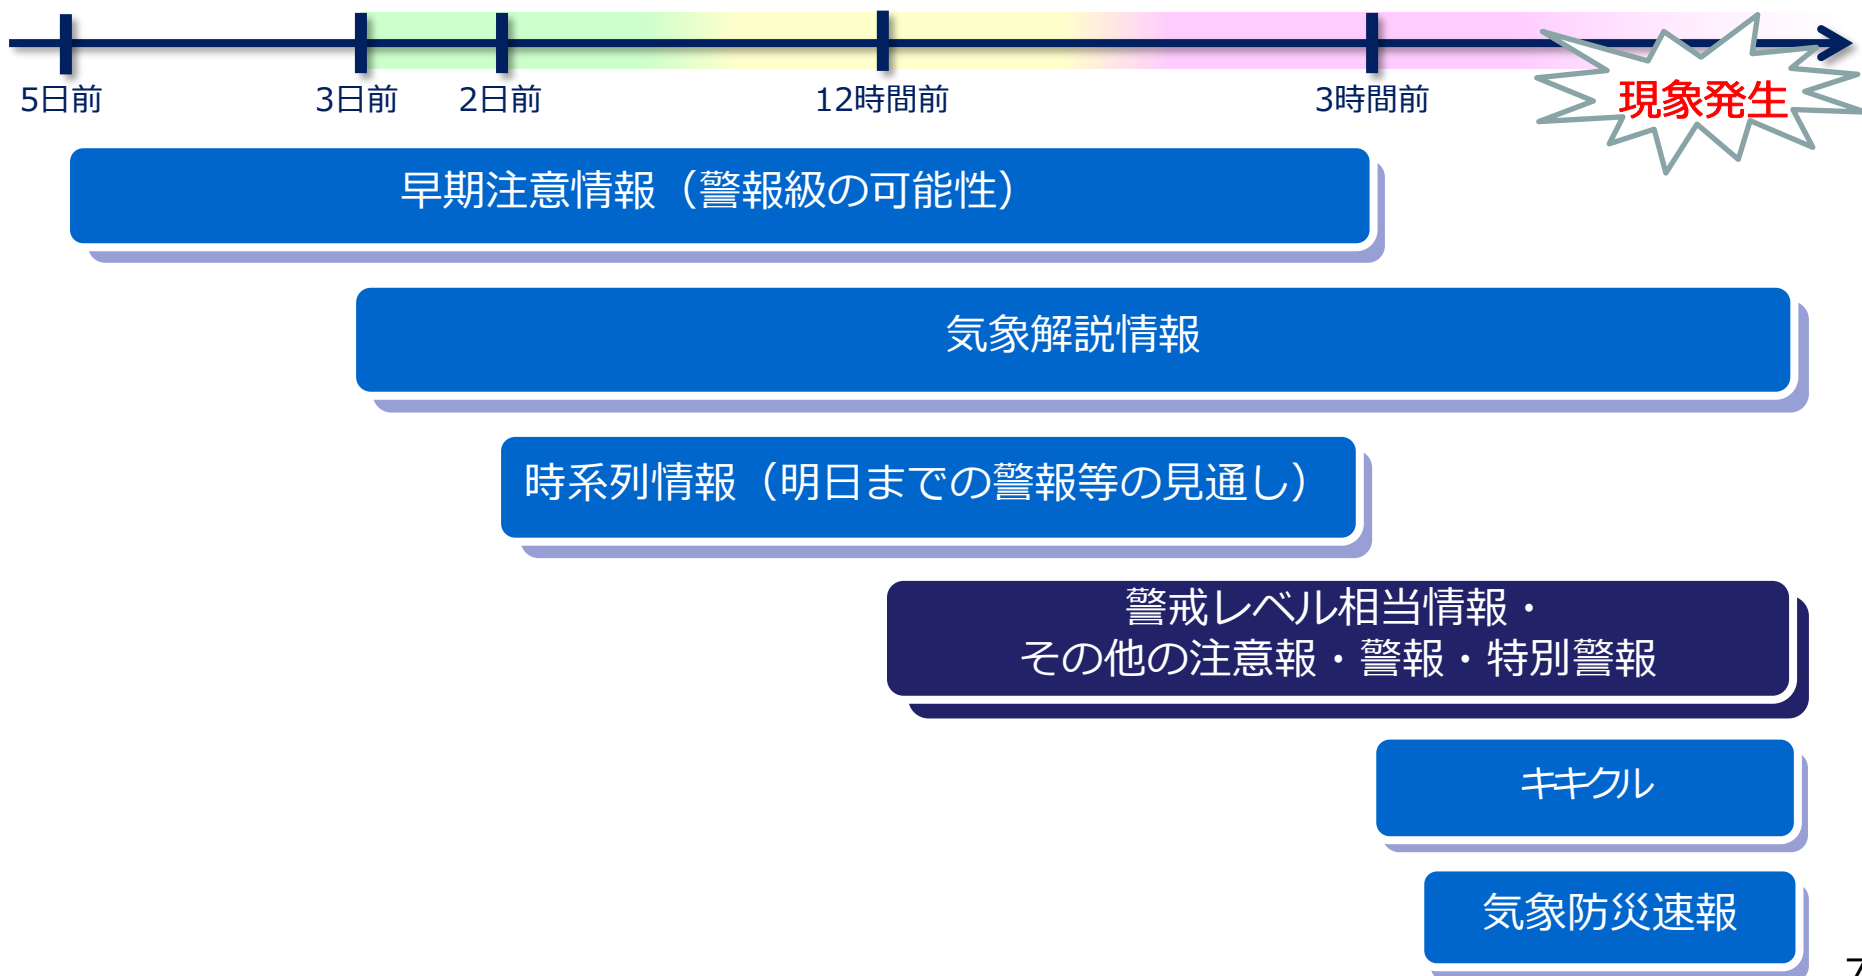 5日前
3日前
2日前
12時間前
3時間前
現象発生
早期注意情報（警報級の可能性）
気象解説情報
時系列情報（明日までの警報等の見通し）
警戒レベル相当情報・
その他の注意報・警報・特別警報
キキクル
気象防災速報
7